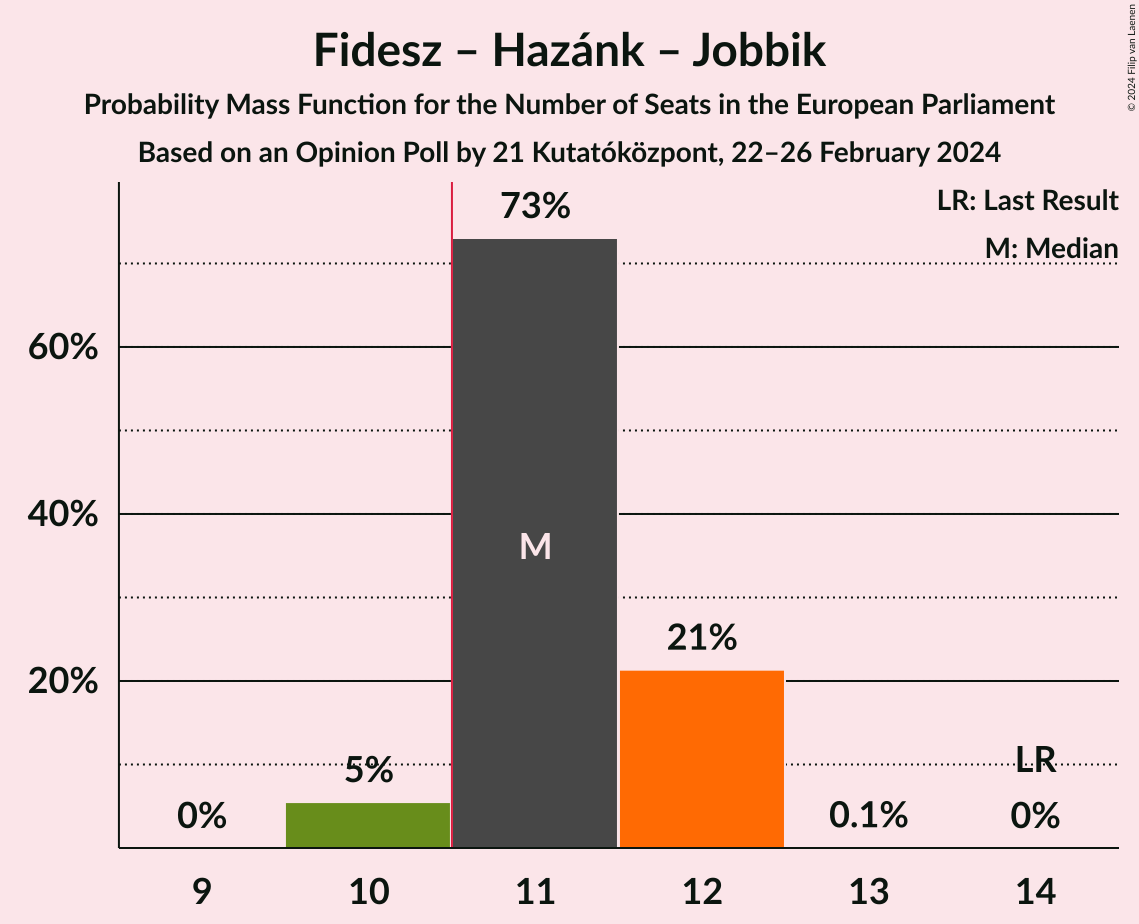 Fidesz – Hazánk – Jobbik
Probability Mass Function for the Number of Seats in the European Parliament
Based on an Opinion Poll by 21 Kutatóközpont, 22–26 February 2024
© 2024 Filip van Laenen
LR: Last Result
M: Median
73%
60%
40%
M
21%
20%
LR
5%
0%
0.1%
0%
9 10 11 12 13 14